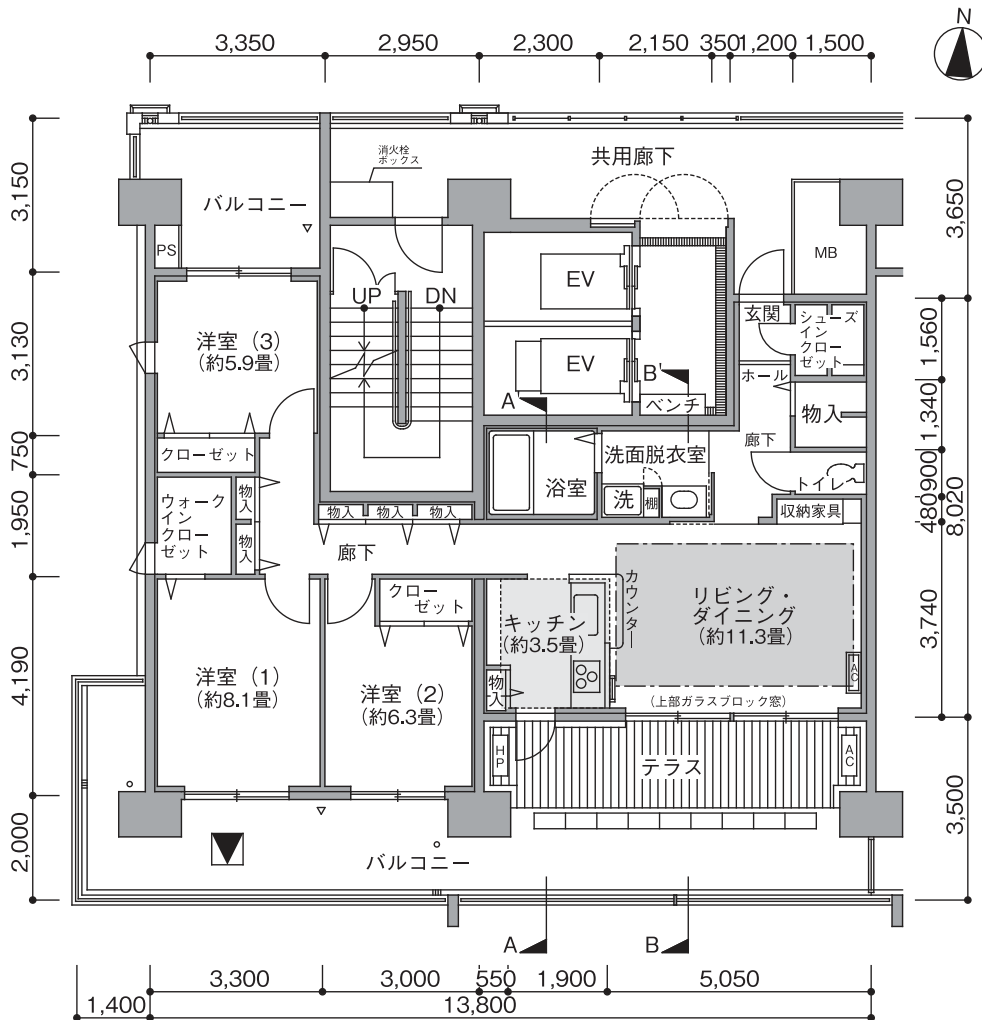 N
3,350 2,950 2,300 2,150 350 1,200 1,500
3,150
3,130
750
1,950
4,190
2,000
消火栓
ボックス
共用廊下
バルコニー
PS
MB
3,650
UP
DN
EV
EV
玄関
シューズ
イン
クロー
ゼット
1,560
洋室（3）
（約5.9畳）
ホール
A'
B'
ベンチ
物入
1,340
クローゼット
浴室
洗面脱衣室
廊下
900
洗
棚
トイレ
480
8,020
ウォーク
イン
クロー
ゼット
物入
物入
物入
物入
物入
収納家具
廊下
クロー
ゼット
キッチン
（約3.5畳）
カウンター
リビング・
ダイニング
（約11.3畳）
3,740
洋室（1）
（約8.1畳）
洋室（2）
（約6.3畳）
物入
AC
（上部ガラスブロック窓）
HP
テラス
AC
3,500
バルコニー
A
B
3,300 3,000 550 1,900 5,050
1,400 13,800